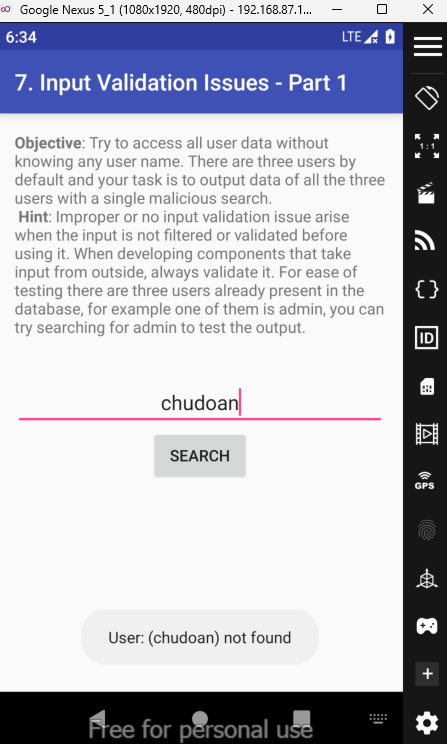 Google Nexus 5_1 (1080x1920, 480dpi) - 192.168.87.1...
6:34
LTE
7. Input Validation Issues - Part 1
Objective: Try to access all user data without
knowing any user name. There are three users by
default and your task is to output data of all the three
users with a single malicious search.
Hint: Improper or no input validation issue arise
when the input is not filtered or validated before
using it. When developing components that take
input from outside, always validate it. For ease of
testing there are three users already present in the
database, for example one of them is admin, you can
try searching for admin to test the output.
chudoan
SEARCH
User: (chudoan) not found
Free for personal use
1:1
ID
GPS